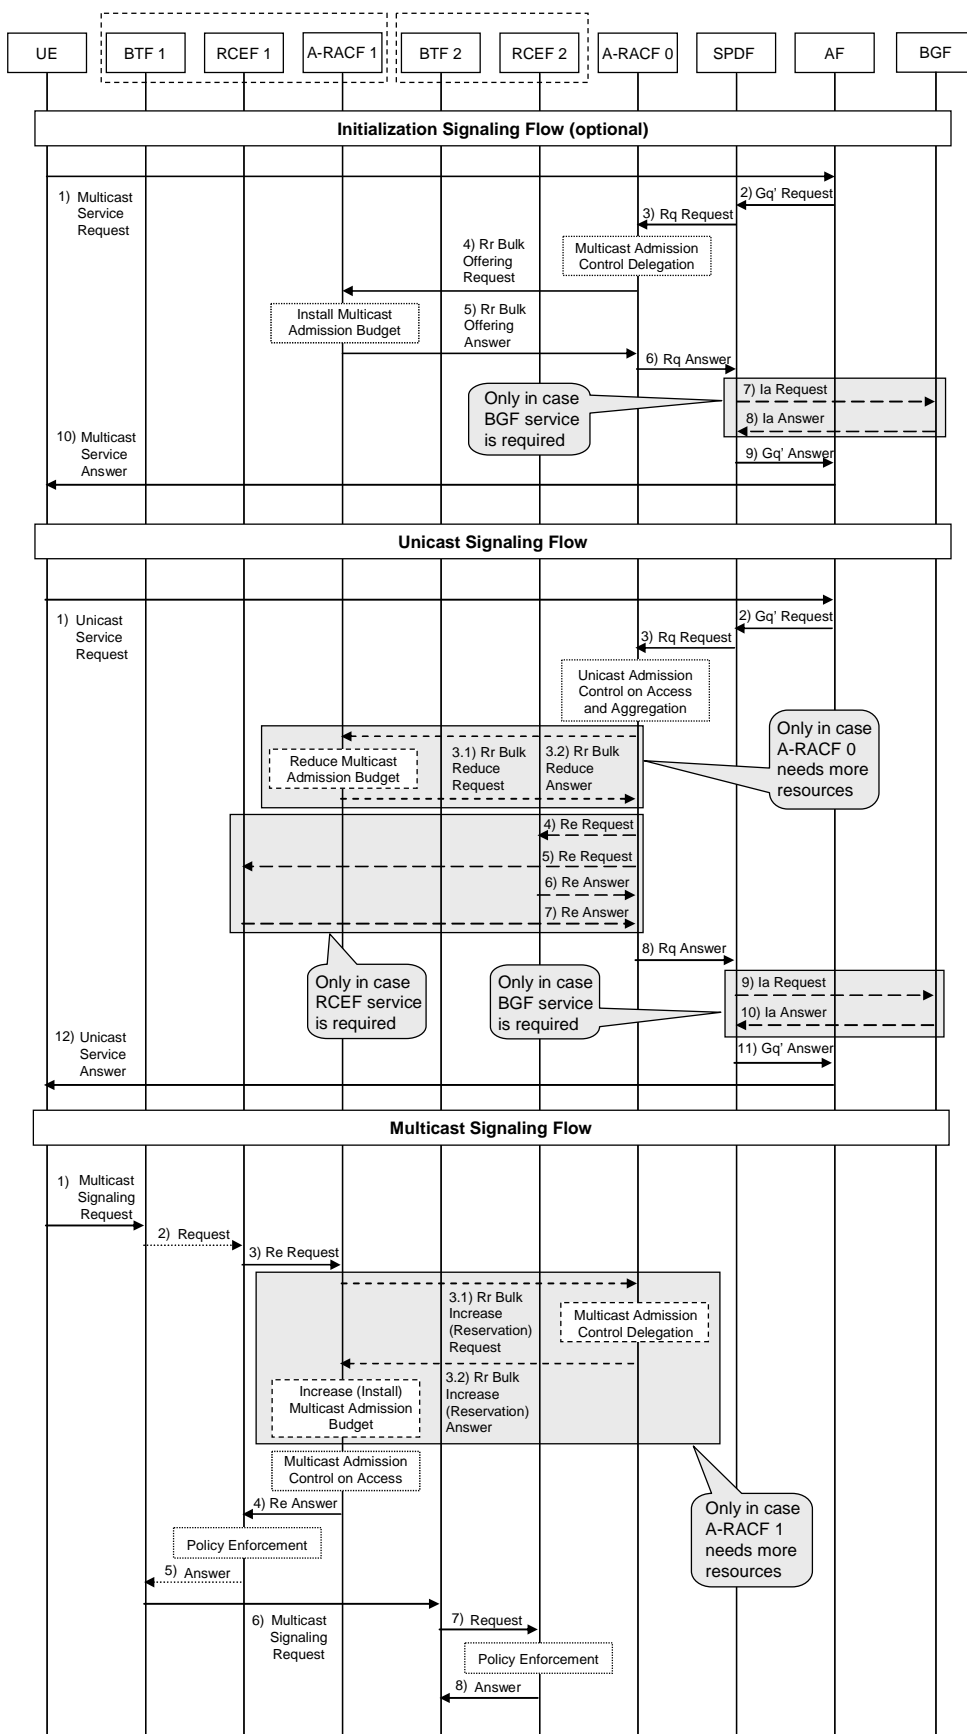 UE
BTF 1
RCEF 1
A-RACF 1
BTF 2
RCEF 2
A-RACF 0
SPDF
AF
BGF
Initialization Signaling Flow (optional)
1) Multicast
Service
Request
2) Gq' Request
3) Rq Request
Multicast Admission
Control Delegation
4) Rr Bulk
Offering
Request
Install Multicast
Admission Budget
5) Rr Bulk
Offering
Answer
6) Rq Answer
Only in case
BGF service
is required
7) Ia Request
8) Ia Answer
9) Gq' Answer
10) Multicast
Service
Answer
Unicast Signaling Flow
1) Unicast
Service
Request
2) Gq' Request
3) Rq Request
Unicast Admission
Control on Access
and Aggregation
Only in case
A-RACF 0
needs more
resources
Reduce Multicast
Admission Budget
3.1) Rr Bulk
Reduce
Request
3.2) Rr Bulk
Reduce
Answer
4) Re Request
5) Re Request
6) Re Answer
7) Re Answer
Only in case
RCEF service
is required
8) Rq Answer
Only in case
BGF service
is required
9) Ia Request
10) Ia Answer
11) Gq' Answer
12) Unicast
Service
Answer
Multicast Signaling Flow
1) Multicast
Signaling
Request
2) Request
3) Re Request
3.1) Rr Bulk
Increase
(Reservation)
Request
Multicast Admission
Control Delegation
3.2) Rr Bulk
Increase
(Reservation)
Answer
Increase (Install)
Multicast Admission
Budget
Multicast Admission
Control on Access
Only in case
A-RACF 1
needs more
resources
4) Re Answer
Policy Enforcement
5) Answer
6) Multicast
Signaling
Request
7) Request
Policy Enforcement
8) Answer